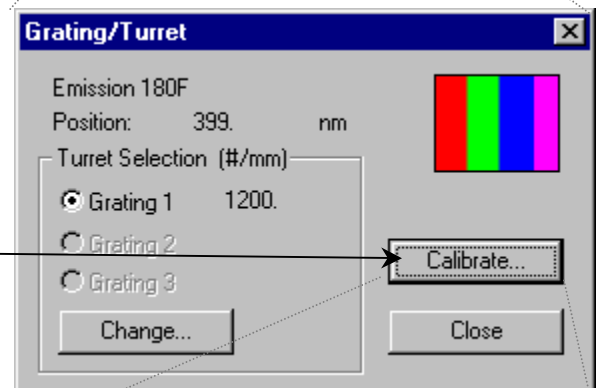 Grating/Turret
Emission 180F
Position: 399. nm
Turret Selection (#/mm)
Grating 1 1200.
Grating 2
Grating 3
Calibrate...
Change...
Close